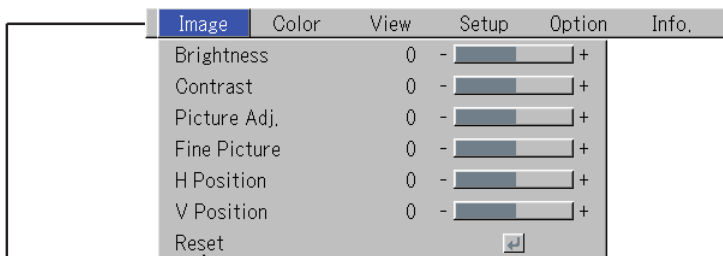 Image Color View Setup Option Info.
Brightness 0 - +
Contrast 0 - +
Picture Adj. 0 - +
Fine Picture 0 - +
H Position 0 - +
V Position 0 - +
Reset